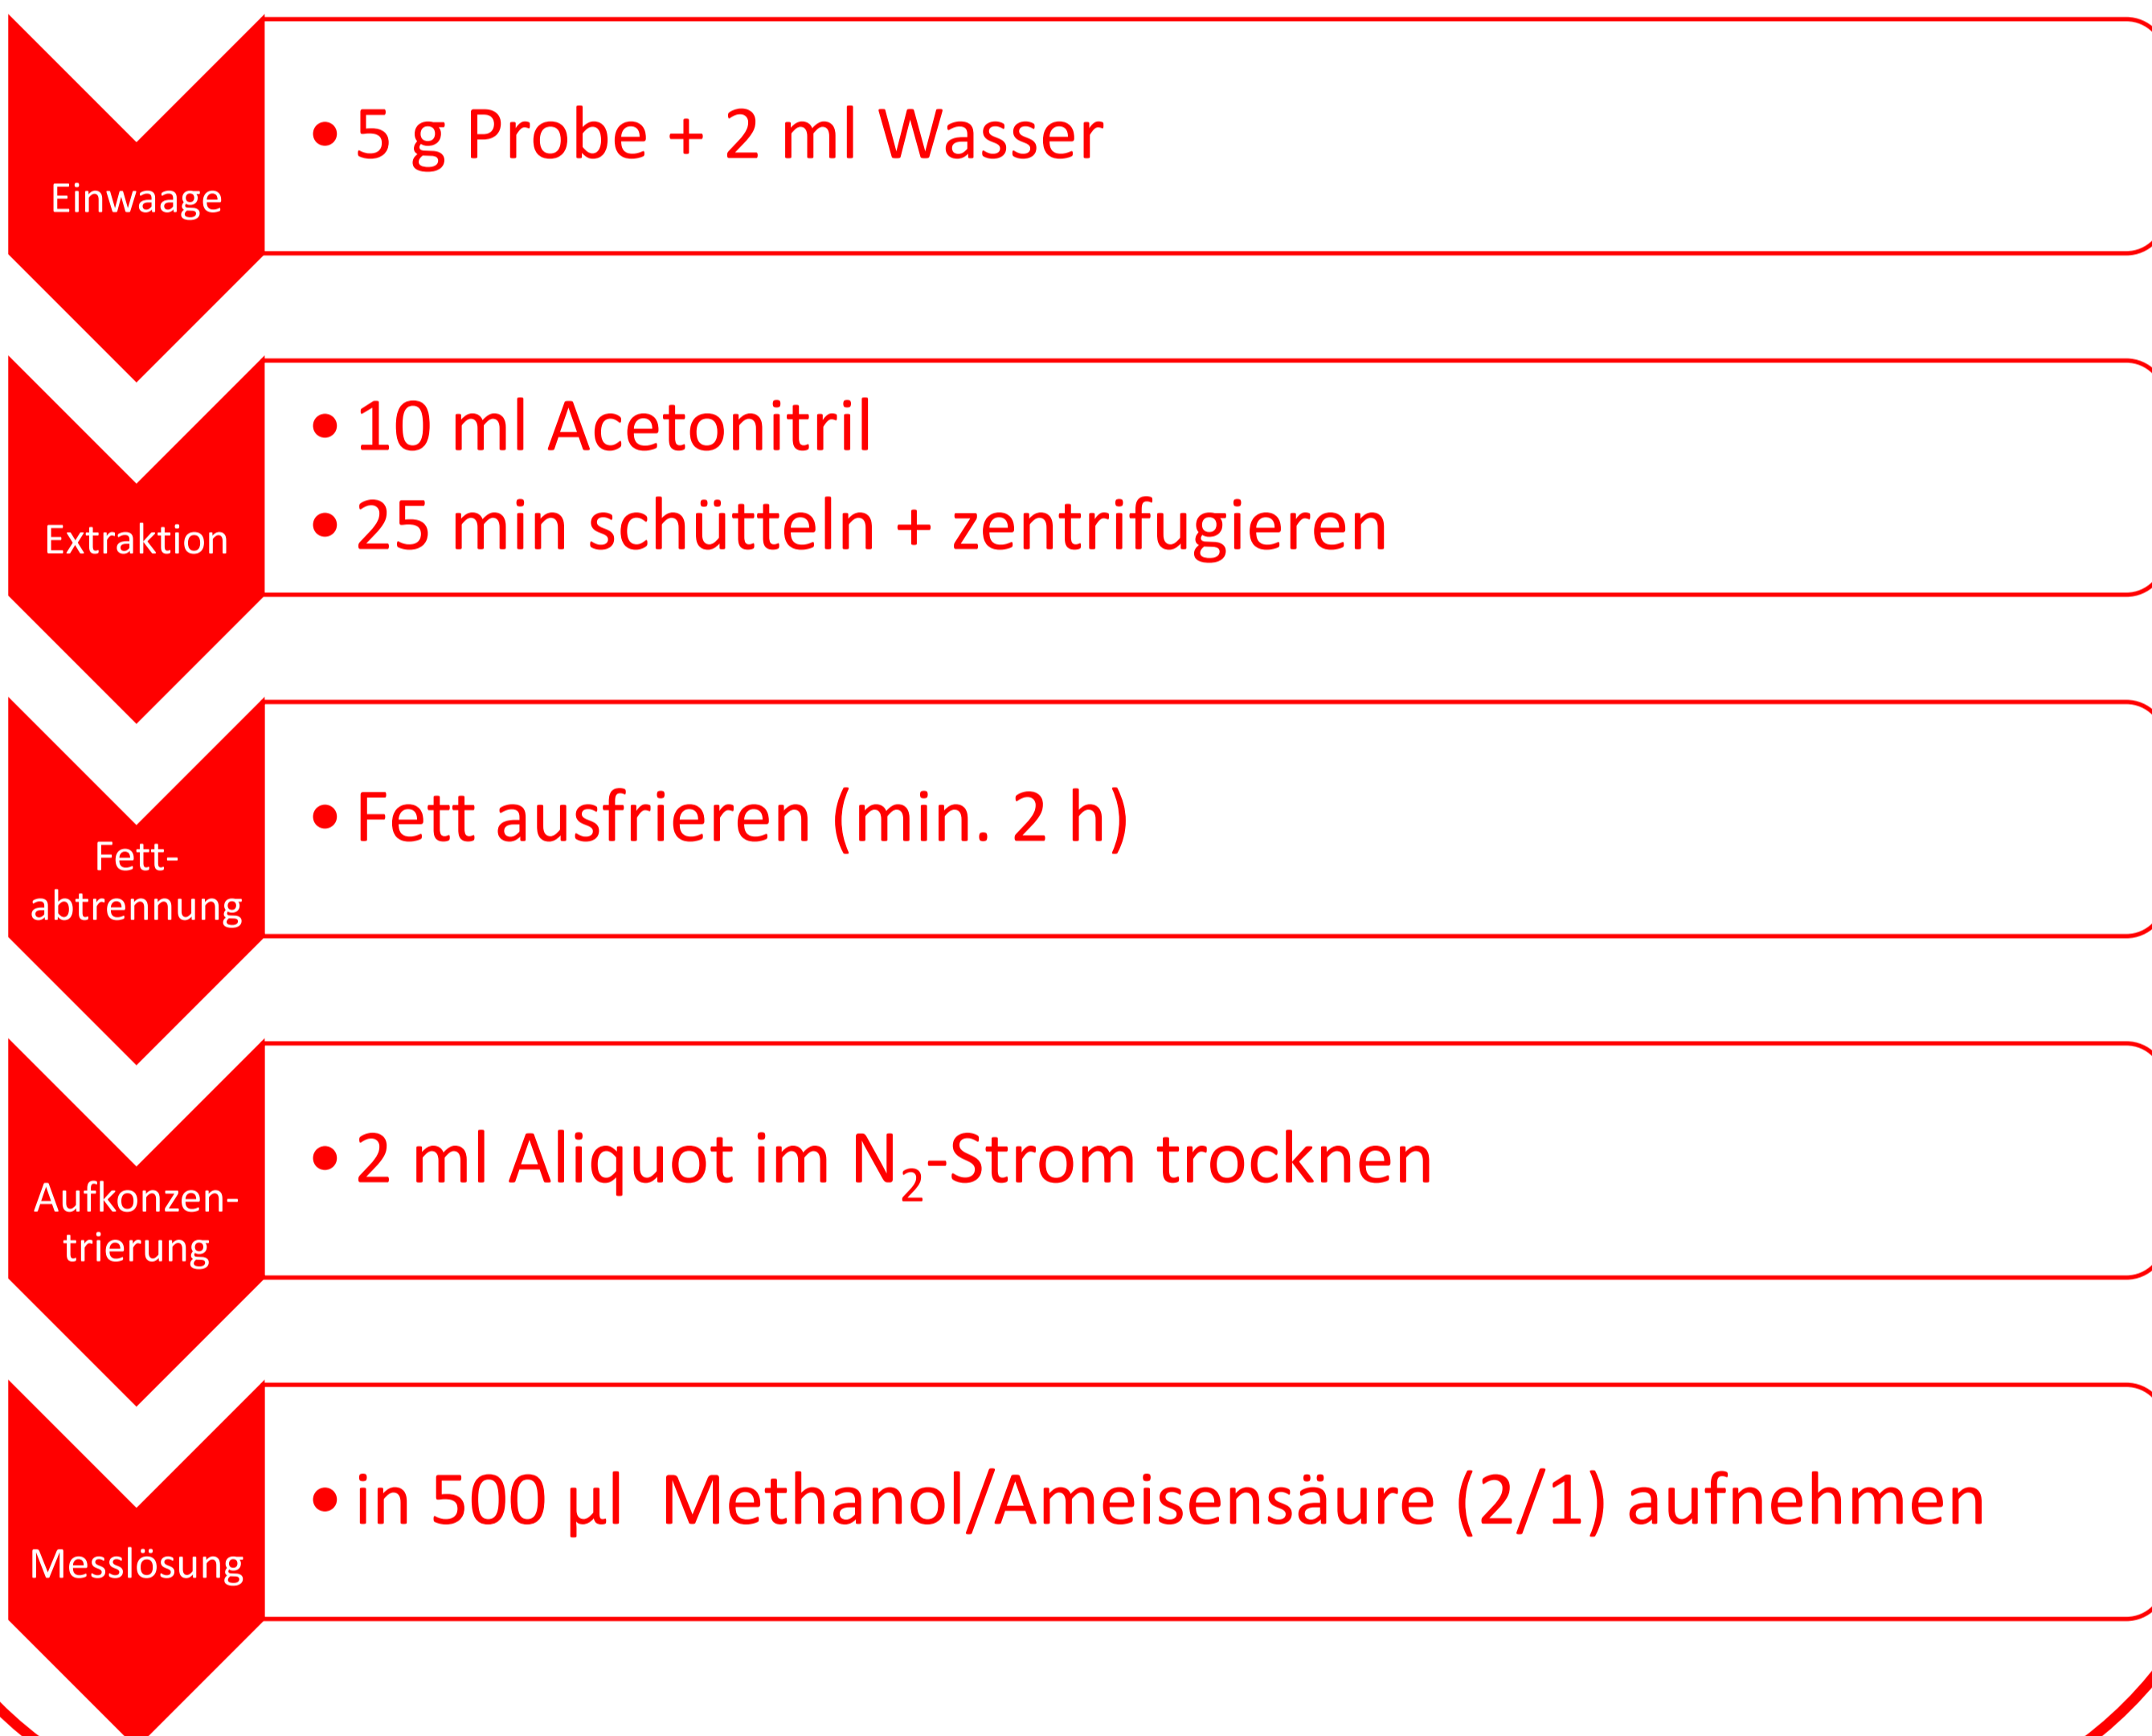 Einwaage
• 5 g Probe + 2 ml Wasser
Extraktion
• 10 ml Acetonitril
• 25 min schütteln + zentrifugieren
Fett-
abtrennung
• Fett ausfrieren (min. 2 h)
Aufkonzen-
trierung
• 2 ml Aliquot im N₂-Strom trocknen
Messlösung
• in 500 µl Methanol/Ameisensäure (2/1) aufnehmen